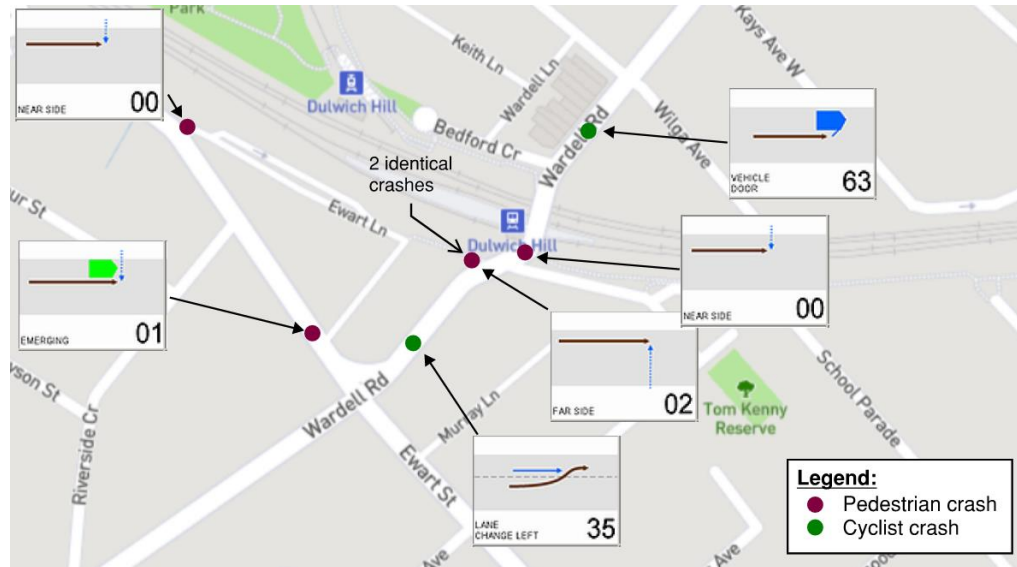 Park
NEAR SIDE
00
Keith Ln
Wardell Ln
Kays Ave W
Dulwich Hill
Bedford Cr
Wardell Rd
Wilga Ave
VEHICLE
DOOR
63
2 identical
crashes
ur St
Ewart Ln
Dulwich Hill
NEAR SIDE
00
EMERGING
01
FAR SIDE
02
School Parade
yson St
Riverside Cr
Wardell Rd
Murray Ln
Tom Kenny
Reserve
Ewart St
LANE
CHANGE LEFT
35
Legend:
Pedestrian crash
Cyclist crash
Ave
Ave